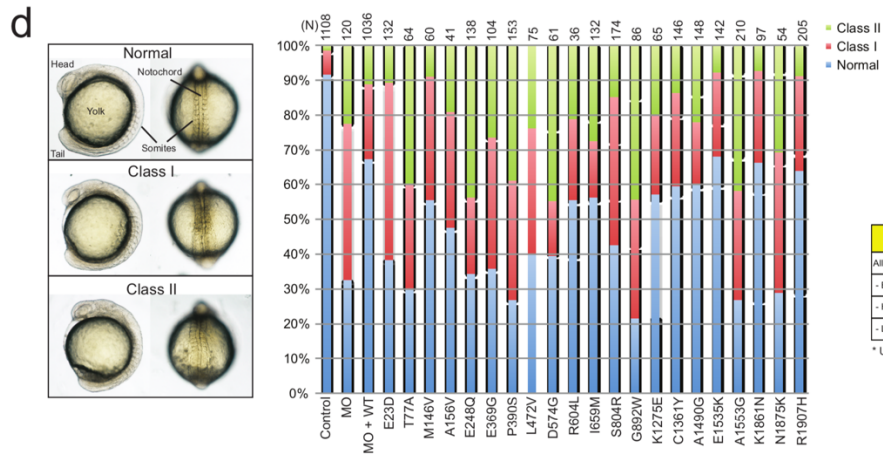 d
Normal
Head
Notochord
Yolk
Somites
Tail
Class I
Class II
(N) 1108 120 1036 132 64 60 41 138 104 153 75 61 36 132 174 86 65 146 148 142 210 97 54 205
100%
90%
80%
70%
60%
50%
40%
30%
20%
10%
0%
Control MO MO + WT E23D T77A M146V A156V E248Q E369G P390S L472V D574G R604L I659M S804R G892W K1275E C1361Y A1490G E1535K A1553G K1861N N1875K R1907H
Class II
Class I
Normal